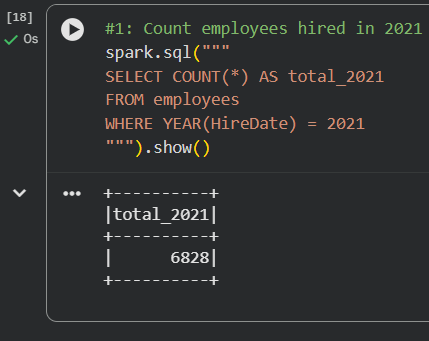 [18]
0s
#1: Count employees hired in 2021
spark.sql("""
SELECT COUNT(*) AS total_2021
FROM employees
WHERE YEAR(HireDate) = 2021
""").show()
+----------+
|total_2021|
+----------+
|      6828|
+----------+